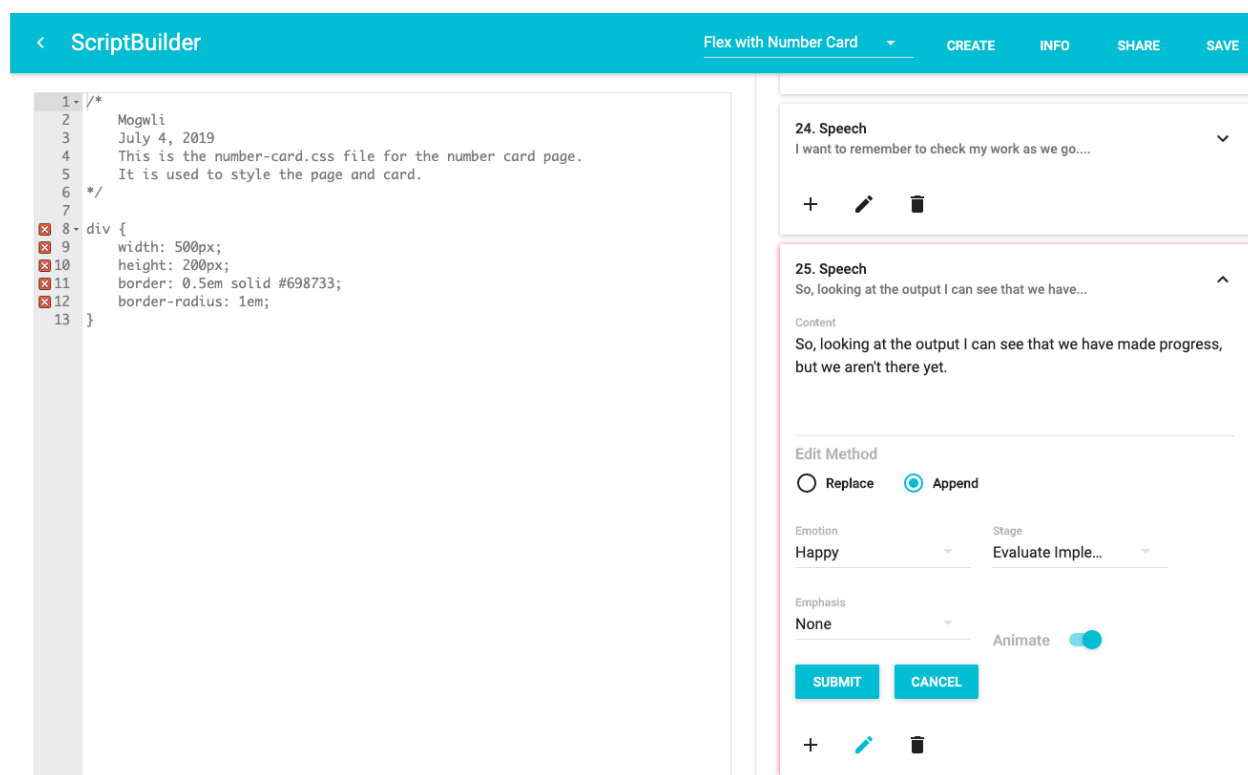 ScriptBuilder
Flex with Number Card
CREATE
INFO
SHARE
SAVE
1 /*
2 Mogwli
3 July 4, 2019
4 This is the number-card.css file for the number card page.
5 It is used to style the page and card.
6 */
7
8 div {
9 width: 500px;
10 height: 200px;
11 border: 0.5em solid #698733;
12 border-radius: 1em;
13 }
24. Speech
I want to remember to check my work as we go....
25. Speech
So, looking at the output I can see that we have...
Content
So, looking at the output I can see that we have made progress,
but we aren't there yet.
Edit Method
Replace
Append
Emotion
Stage
Happy
Evaluate Imple...
Emphasis
None
Animate
SUBMIT
CANCEL